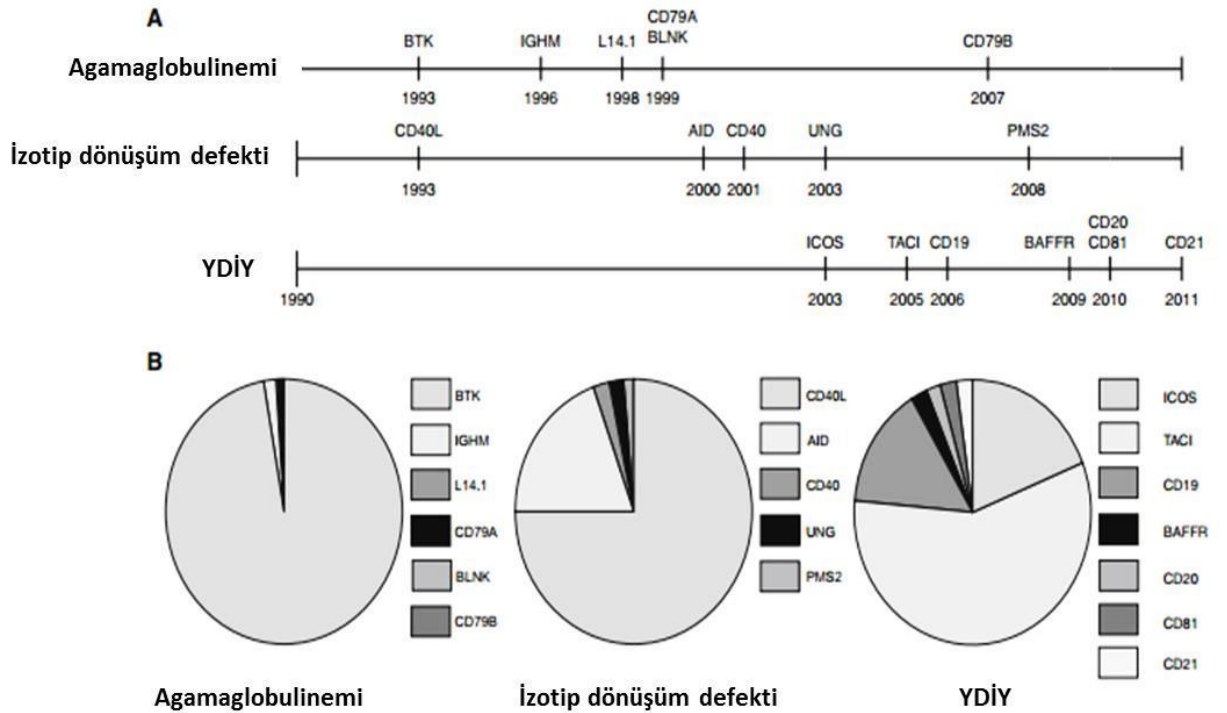 A
Agamaglobulinemi
CD79A
BTK IGHM L14.1 BLNK CD79B
1993 1996 1998 1999 2007
İzotip dönüşüm defekti
CD40L AID CD40 UNG PMS2
1993 2000 2001 2003 2008
YDİY
CD20
ICOS TACI CD19 BAFFR CD81 CD21
1990 2003 2005 2006 2009 2010 2011
B
BTK
IGHM
L14.1
CD79A
BLNK
CD79B
Agamaglobulinemi
CD40L
AID
CD40
UNG
PMS2
İzotip dönüşüm defekti
ICOS
TACI
CD19
BAFFR
CD20
CD81
CD21
YDİY